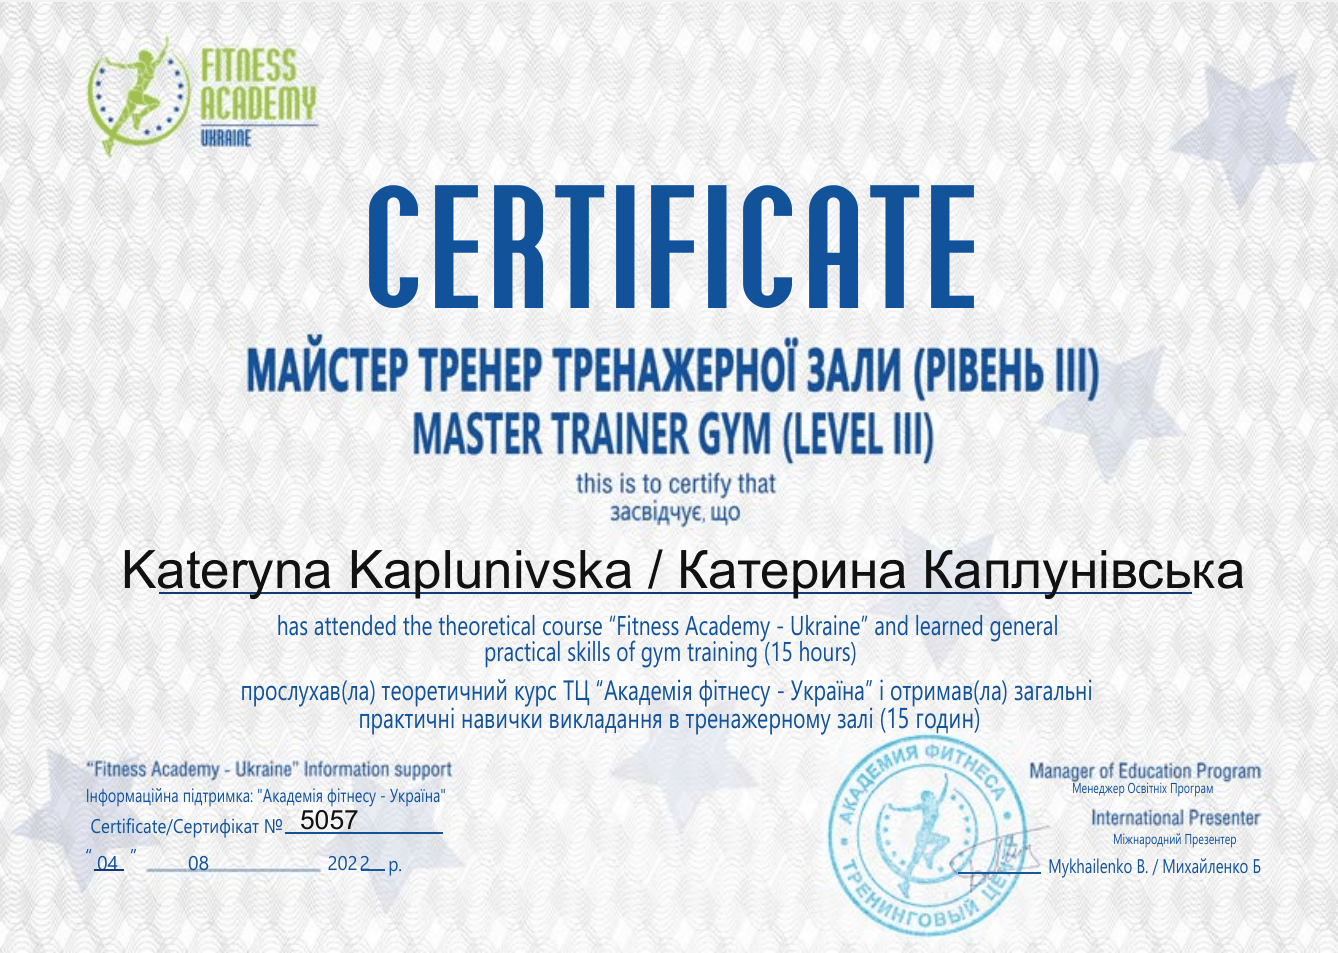 FITNESS
ACADEMY
UKRAINE
CERTIFICATE
МАЙСТЕР ТРЕНЕР ТРЕНАЖЕРНОЇ ЗАЛИ (РІВЕНЬ III)
MASTER TRAINER GYM (LEVEL III)
this is to certify that
засвідчує, що
Kateryna Kaplunivska / Катерина Каплунівська
has attended the theoretical course “Fitness Academy - Ukraine” and learned general
practical skills of gym training (15 hours)
прослухав(ла) теоретичний курс ТЦ “Академія фітнесу - Україна” і отримав(ла) загальні
практичні навички викладання в тренажерному залі (15 годин)
“Fitness Academy - Ukraine” Information support
Інформаційна підтримка: "Академія фітнесу - Україна"
Certificate/Сертифікат № 5057
“ 04 ” 08 2022 р.
АКАДЕМИЯ ФИТНЕСА
ТРЕНИНГОВЫЙ ЦЕНТР
Manager of Education Program
Менеджер Освітніх Програм
International Presenter
Міжнародний Презентер
Mykhailenko B. / Михайленко Б